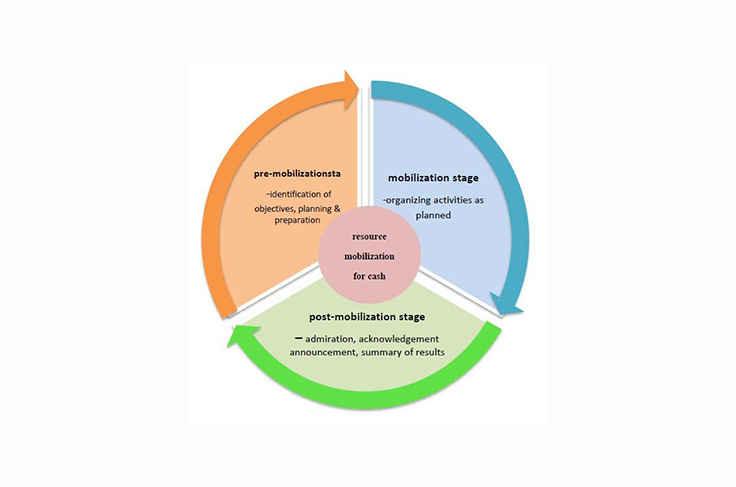 pre-mobilizationsta
-identification of
objectives, planning &
preparation
mobilization stage
-organizing activities as
planned
resource
mobilization
for cash
post-mobilization stage
– admiration, acknowledgement
announcement, summary of results